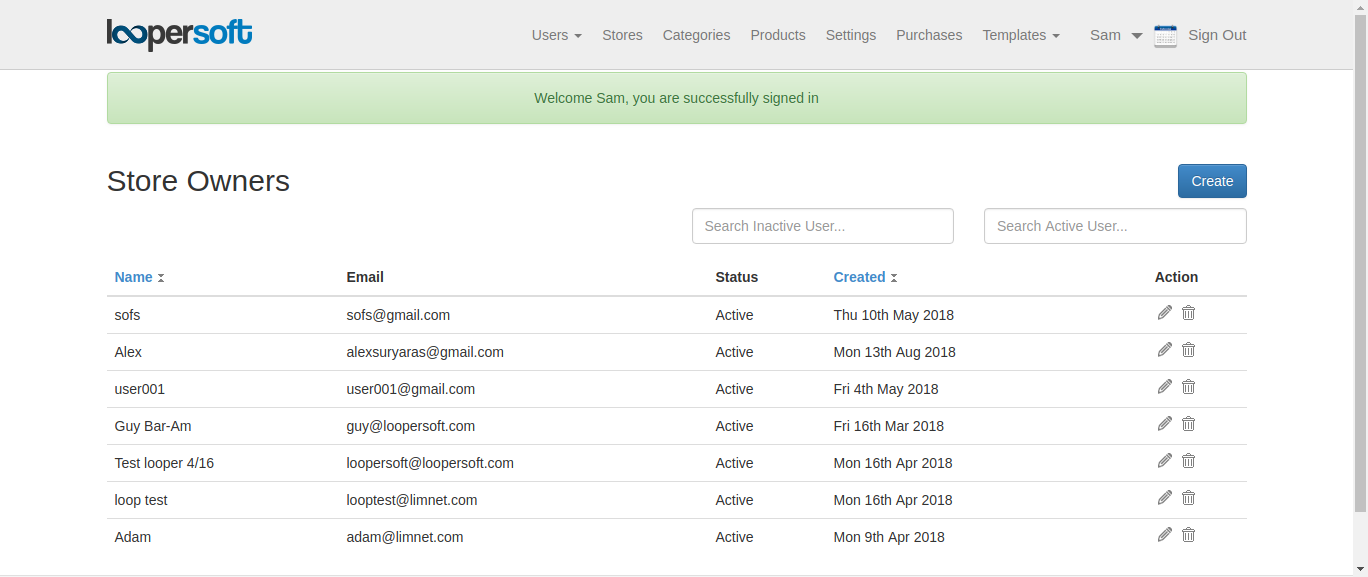 loopersoft Users Stores Categories Products Settings Purchases Templates Sam Sign Out
Welcome Sam, you are successfully signed in
Store Owners Create
Search Inactive User... Search Active User...
Name Email Status Created Action
sofs sofs@gmail.com Active Thu 10th May 2018
Alex alexsuryaras@gmail.com Active Mon 13th Aug 2018
user001 user001@gmail.com Active Fri 4th May 2018
Guy Bar-Am guy@loopersoft.com Active Fri 16th Mar 2018
Test looper 4/16 loopersoft@loopersoft.com Active Mon 16th Apr 2018
loop test looptest@limnet.com Active Mon 16th Apr 2018
Adam adam@limnet.com Active Mon 9th Apr 2018